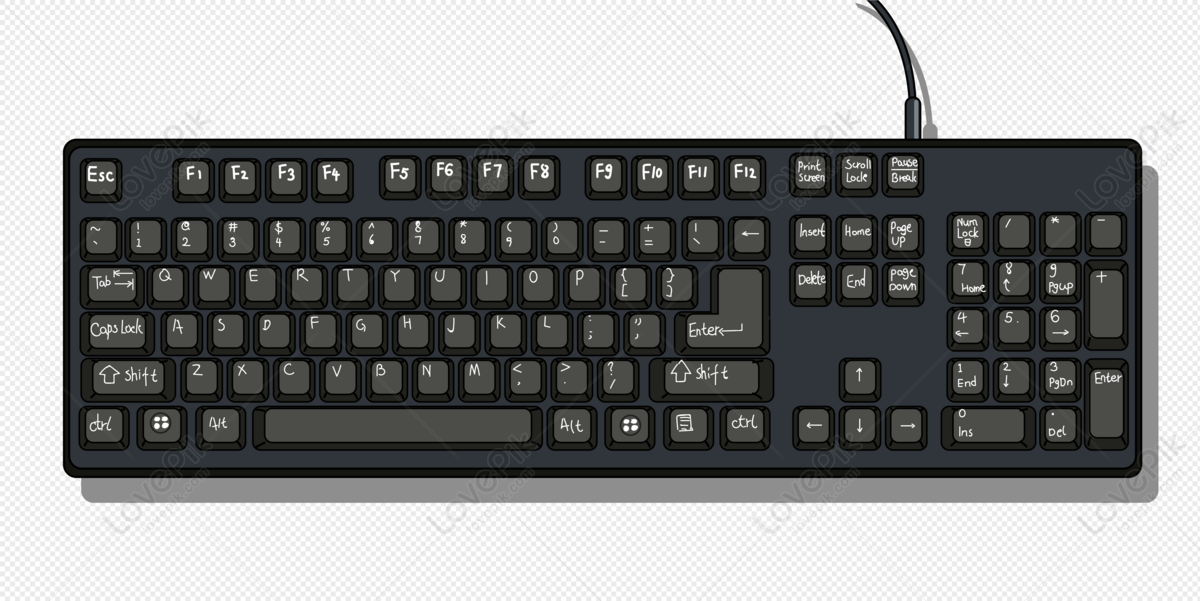 Esc F1 F2 F3 F4 F5 F6 F7 F8 F9 F10 F11 F12 Print Screen Scroll Lock Pause Break
~ ` ! 1 @ 2 # 3 $ 4 % 5 ^ 6 & 7 * 8 ( 9 ) 0 _ - + = | \ ← Insert Home Page UP Num Lock / * -
Tab Q W E R T Y U I O P { [ } ] Delete End page Down 7 Home 8 ↑ 9 PgUp +
Caps Lock A S D F G H J K L : ; " ' Enter 4 ← 5 . 6 →
shift Z X C V B N M < , > . ? / shift ↑ 1 End 2 ↓ 3 PgDn Enter
ctrl Alt Alt ctrl ← ↓ → 0 Ins . Del
LovePik
lovepik.com